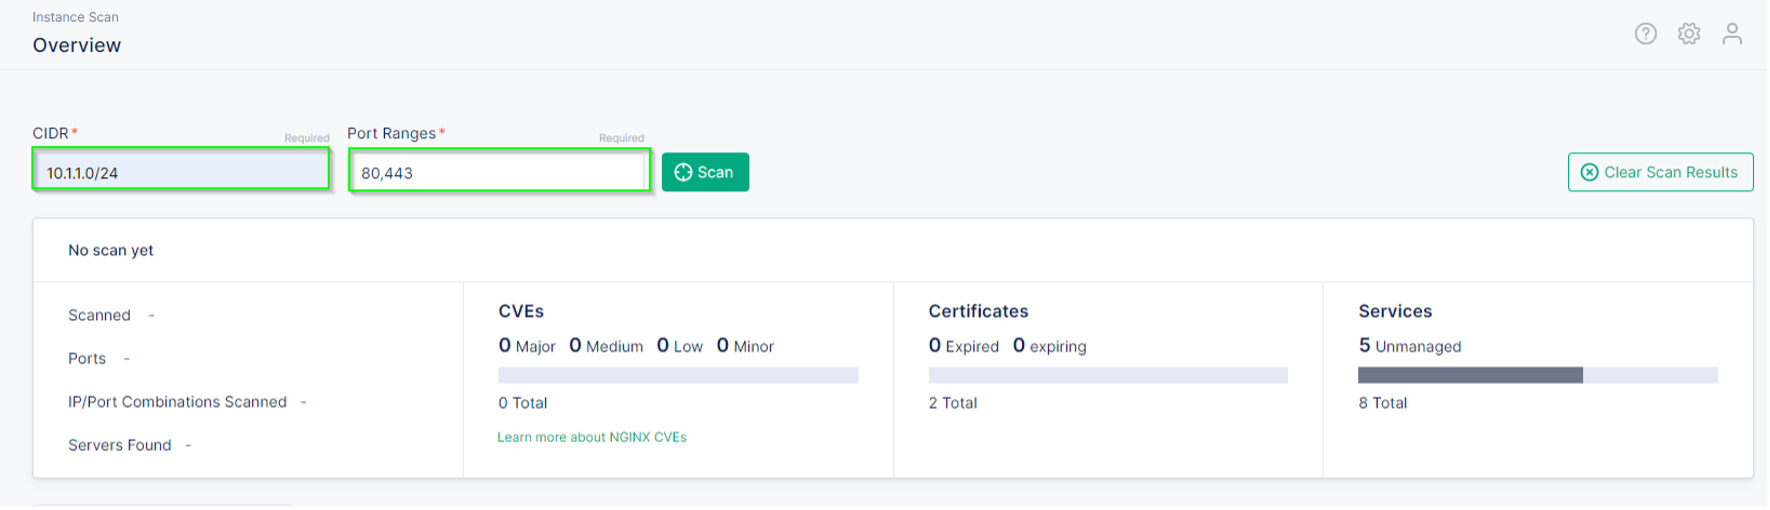 Instance Scan
Overview
CIDR* Required Port Ranges* Required
10.1.1.0/24 80,443 Scan Clear Scan Results
No scan yet
Scanned -
Ports -
IP/Port Combinations Scanned -
Servers Found -
CVEs
0 Major 0 Medium 0 Low 0 Minor
0 Total
Learn more about NGINX CVEs
Certificates
0 Expired 0 expiring
2 Total
Services
5 Unmanaged
8 Total